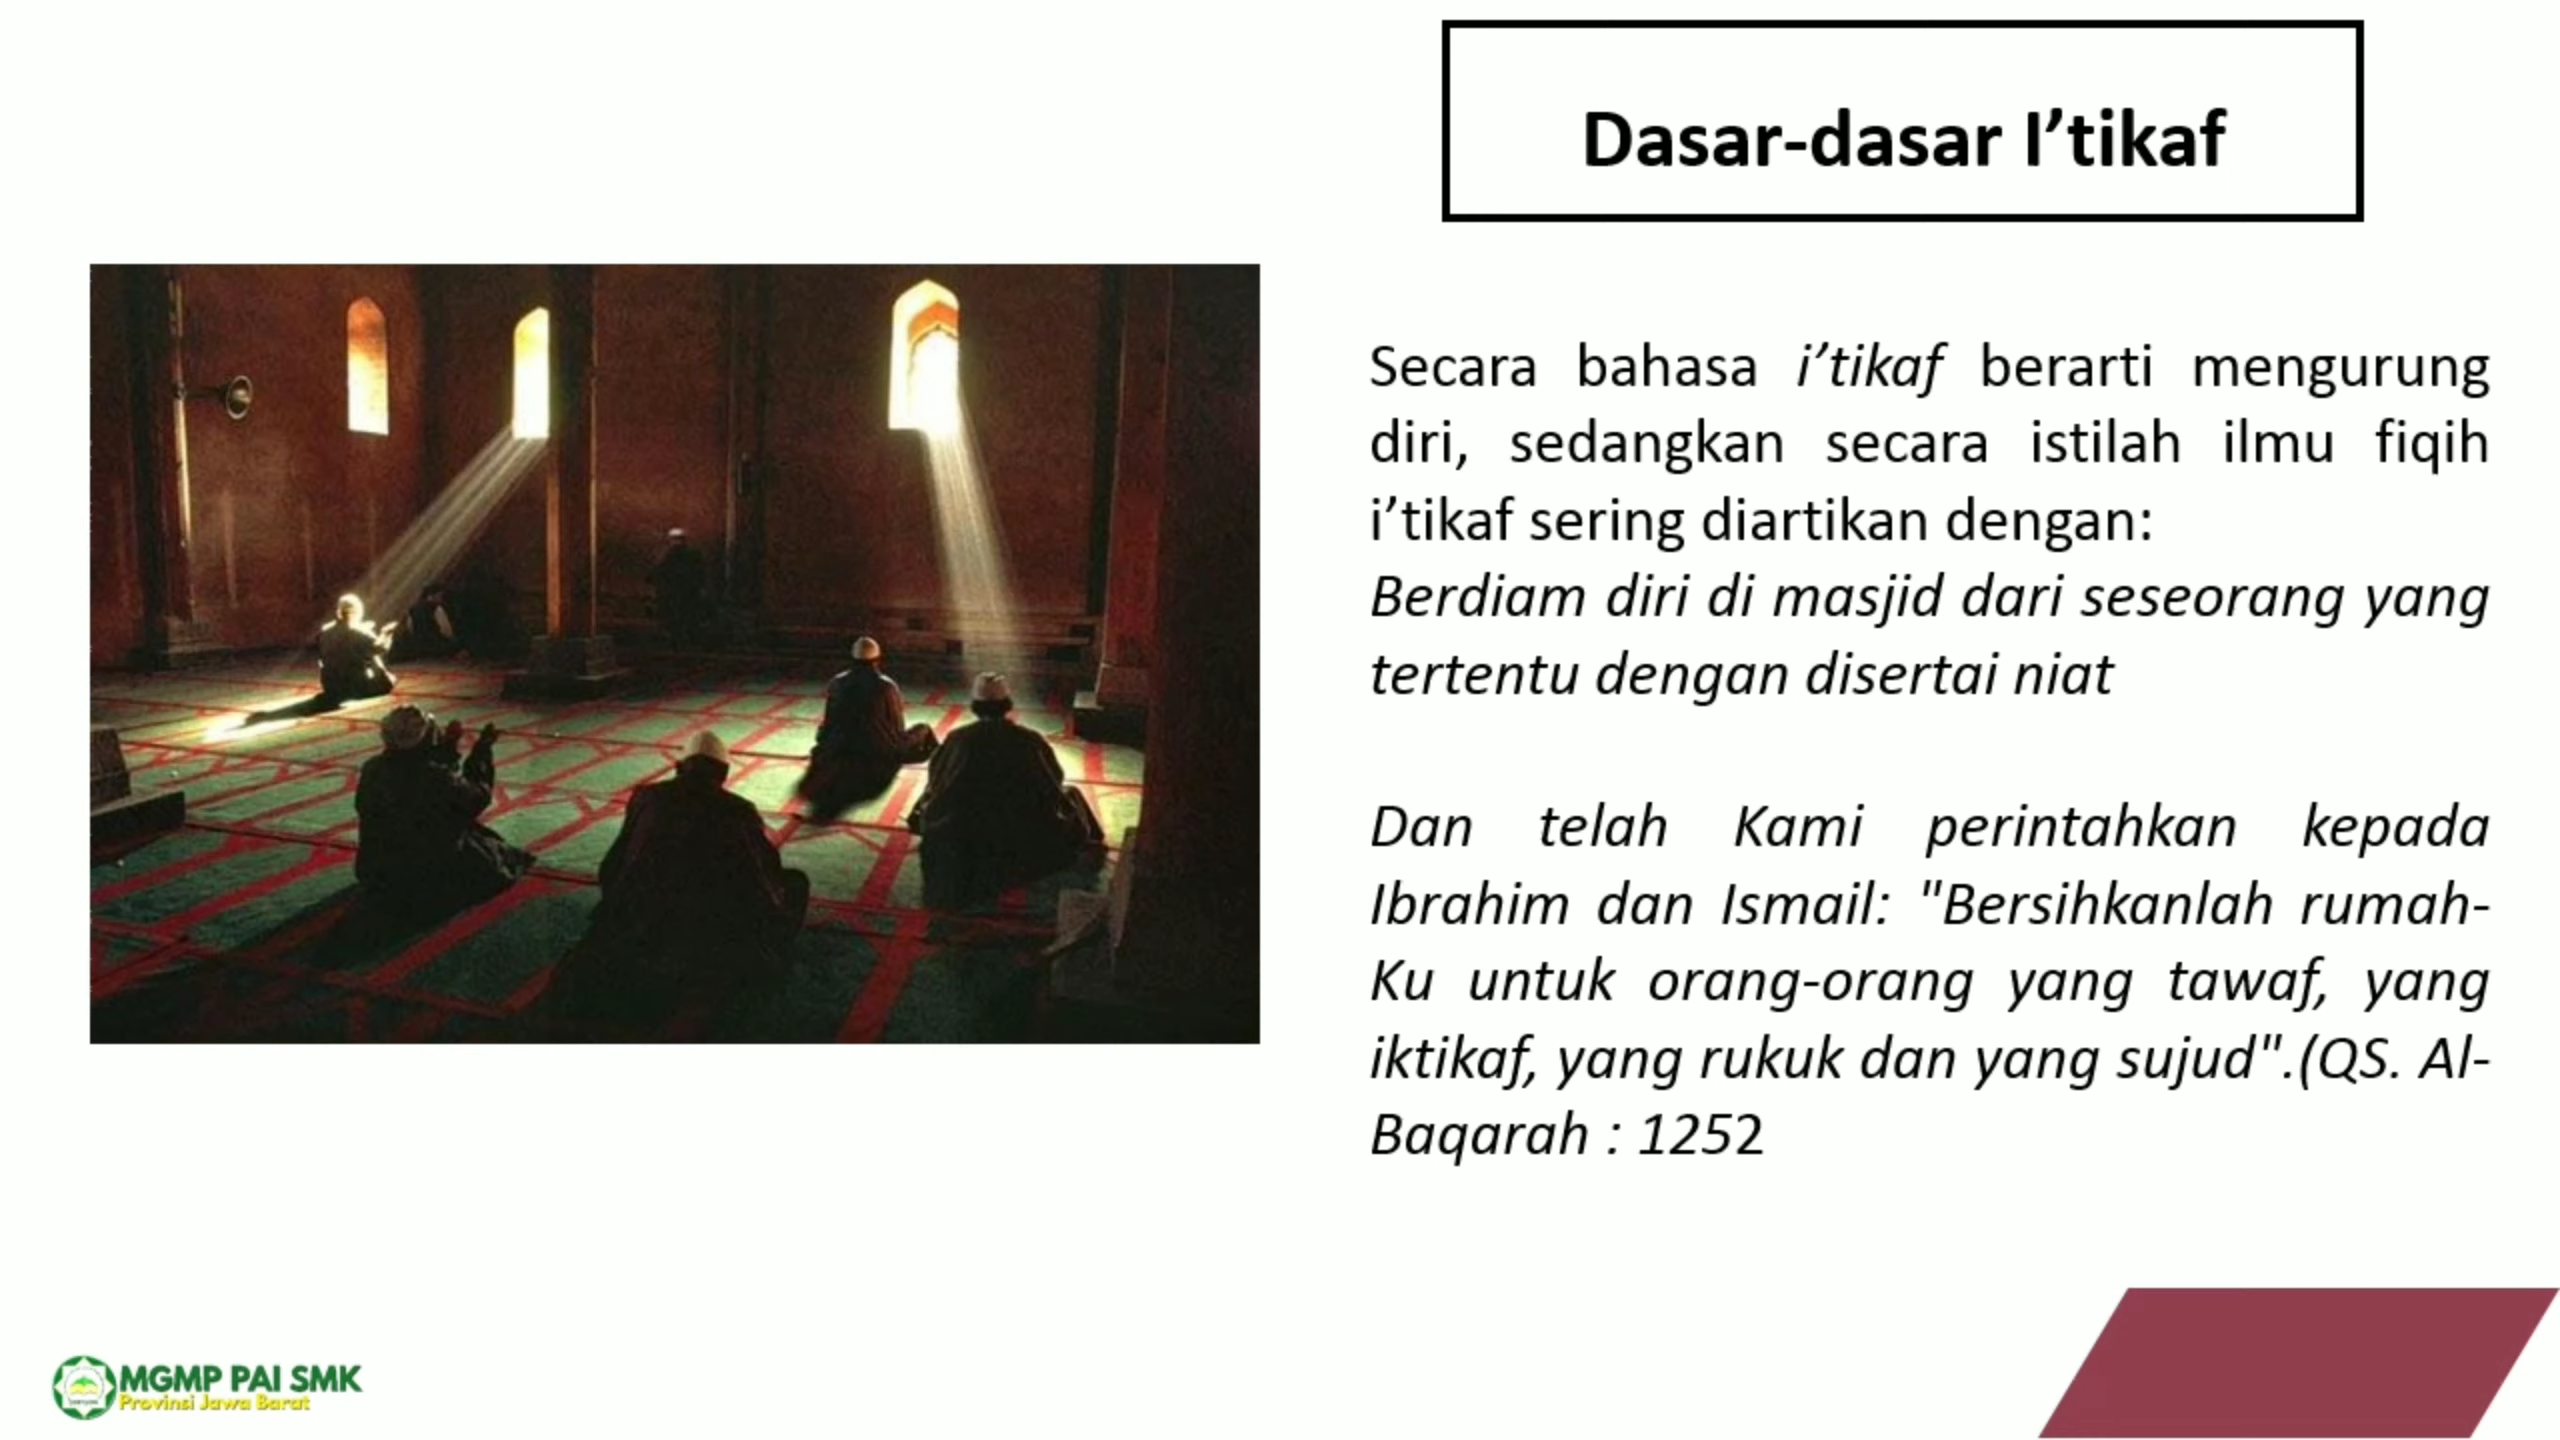 Dasar-dasar I’tikaf
Secara bahasa i’tikaf berarti mengurung
diri, sedangkan secara istilah ilmu fiqih
i’tikaf sering diartikan dengan:
Berdiam diri di masjid dari seseorang yang
tertentu dengan disertai niat
Dan telah Kami perintahkan kepada
Ibrahim dan Ismail: "Bersihkanlah rumah-
Ku untuk orang-orang yang tawaf, yang
iktikaf, yang rukuk dan yang sujud".(QS. Al-
Baqarah : 1252
MGMP PAI SMK
Provinsi Jawa Barat